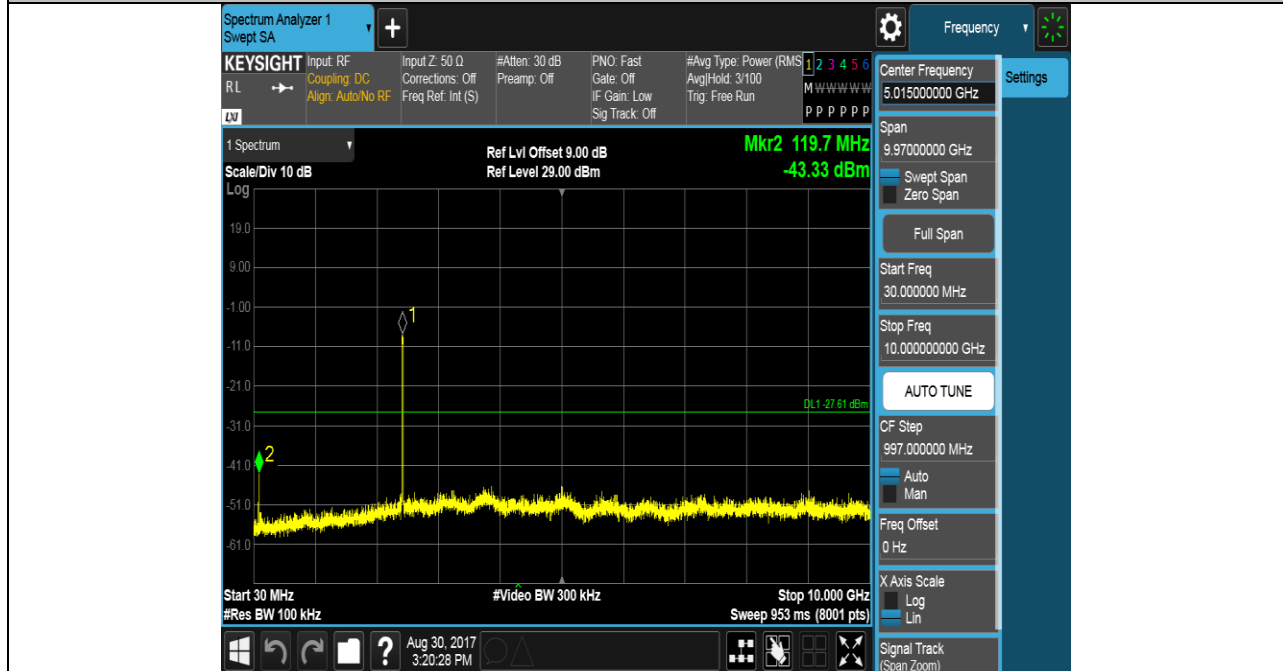 Spectrum Analyzer 1
Swept SA
+
Frequency
KEYSIGHT
RL
LXI
Input: RF
Coupling: DC
Align: Auto/No RF
Input Z: 50 Ω
Corrections: Off
Freq Ref: Int (S)
#Atten: 30 dB
Preamp: Off
PNO: Fast
Gate: Off
IF Gain: Low
Sig Track: Off
#Avg Type: Power (RMS
Avg|Hold: 3/100
Trig: Free Run
1 2 3 4 5 6
M W W W W W
P P P P P P
1 Spectrum
Scale/Div 10 dB
Log
Ref Lvl Offset 9.00 dB
Ref Level 29.00 dBm
Mkr2 119.7 MHz
-43.33 dBm
19.0
9.00
-1.00
-11.0
-21.0
-31.0
-41.0
-51.0
-61.0
1
2
DL1 -27.61 dBm
Start 30 MHz
#Res BW 100 kHz
#Video BW 300 kHz
Stop 10.000 GHz
Sweep 953 ms (8001 pts)
?
Aug 30, 2017
3:20:28 PM
Center Frequency
5.015000000 GHz
Settings
Span
9.97000000 GHz
Swept Span
Zero Span
Full Span
Start Freq
30.000000 MHz
Stop Freq
10.000000000 GHz
AUTO TUNE
CF Step
997.000000 MHz
Auto
Man
Freq Offset
0 Hz
X Axis Scale
Log
Lin
Signal Track
(Span Zoom)